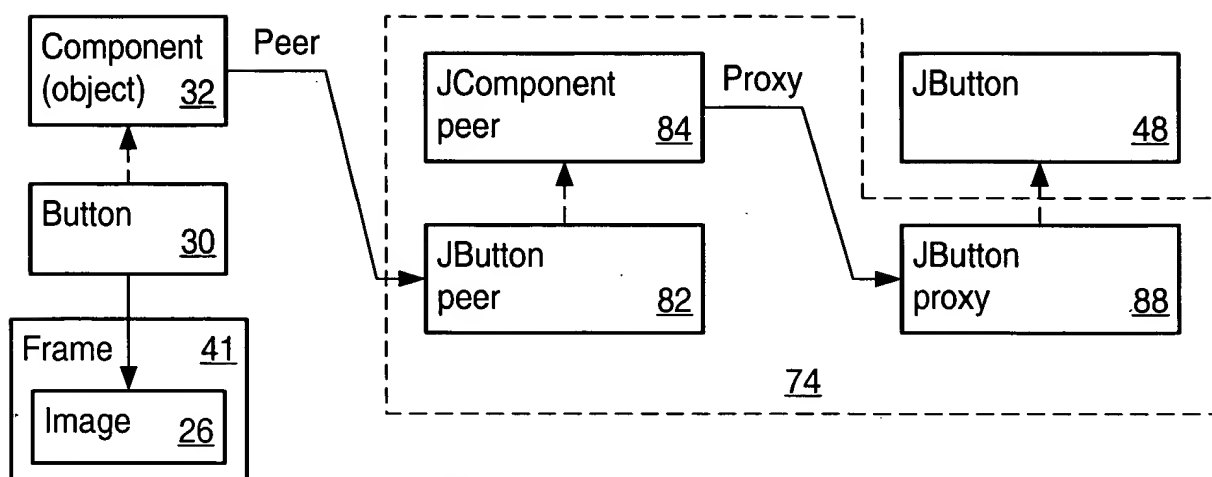 Component
(object) 32
Peer
JComponent
peer 84
Proxy
JButton
48
Button
30
JButton
peer 82
JButton
proxy 88
Frame 41
Image 26
74